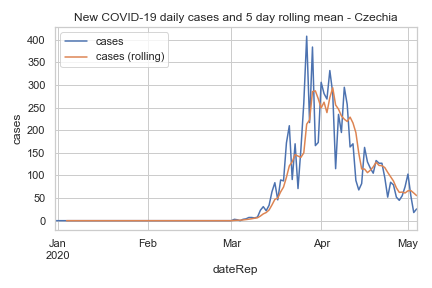 New COVID-19 daily cases and 5 day rolling mean - Czechia
cases
cases (rolling)
400
350
300
250
200
150
100
50
0
cases
Jan Feb Mar Apr May
2020
dateRep